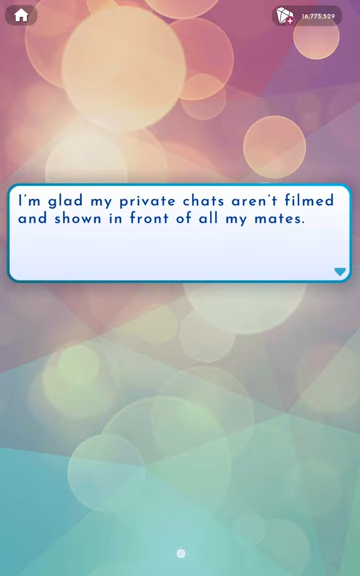 16,775,529
I'm glad my private chats aren't filmed
and shown in front of all my mates.